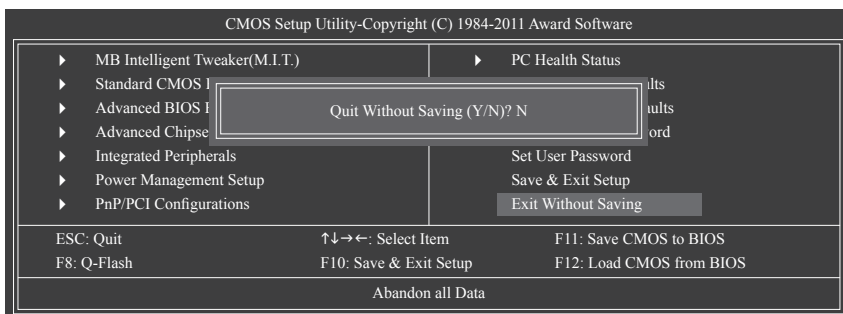 CMOS Setup Utility-Copyright (C) 1984-2011 Award Software
MB Intelligent Tweaker(M.I.T.)
Standard CMOS
Advanced BIOS
Advanced Chipse
Integrated Peripherals
Power Management Setup
PnP/PCI Configurations
PC Health Status
Set User Password
Save & Exit Setup
Exit Without Saving
Quit Without Saving (Y/N)? N
ESC: Quit ↑↓→←: Select Item F11: Save CMOS to BIOS
F8: Q-Flash F10: Save & Exit Setup F12: Load CMOS from BIOS
Abandon all Data